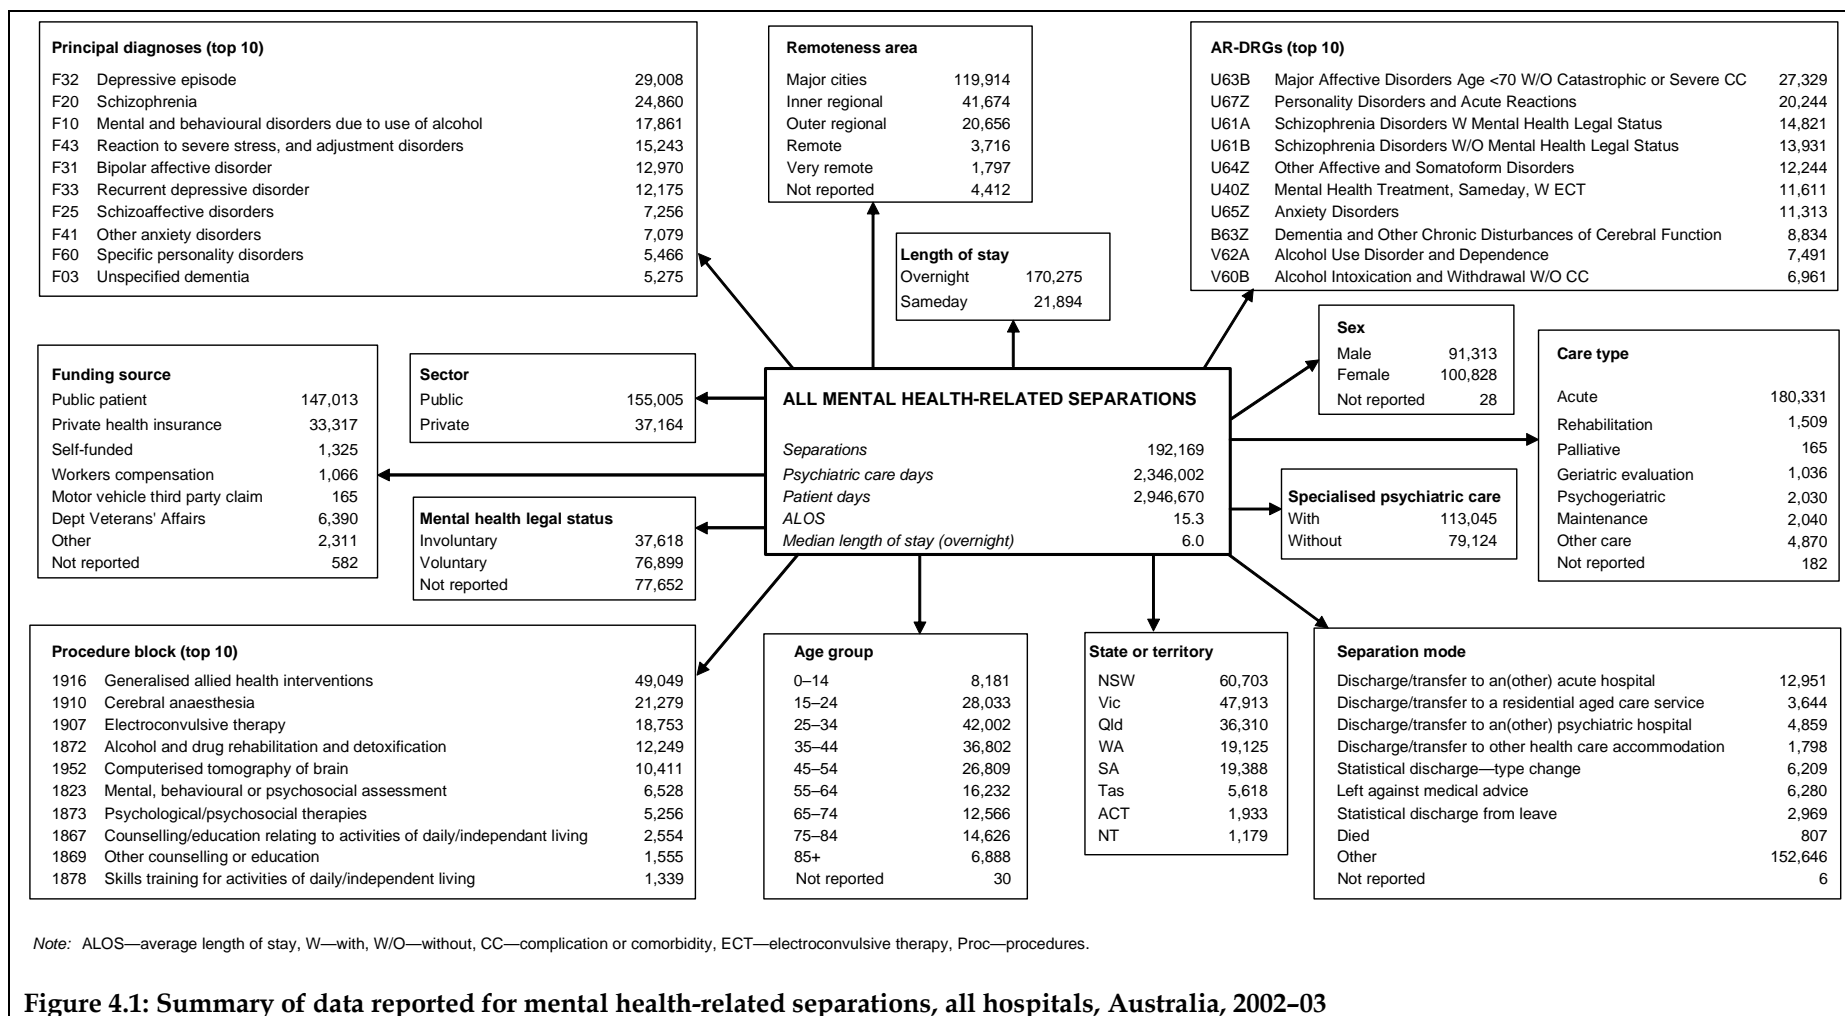 Principal diagnoses (top 10)
F32 Depressive episode 29,008
F20 Schizophrenia 24,860
F10 Mental and behavioural disorders due to use of alcohol 17,861
F43 Reaction to severe stress, and adjustment disorders 15,243
F31 Bipolar affective disorder 12,970
F33 Recurrent depressive disorder 12,175
F25 Schizoaffective disorders 7,256
F41 Other anxiety disorders 7,079
F60 Specific personality disorders 5,466
F03 Unspecified dementia 5,275
Remoteness area
Major cities 119,914
Inner regional 41,674
Outer regional 20,656
Remote 3,716
Very remote 1,797
Not reported 4,412
AR-DRGs (top 10)
U63B Major Affective Disorders Age <70 W/O Catastrophic or Severe CC 27,329
U67Z Personality Disorders and Acute Reactions 20,244
U61A Schizophrenia Disorders W Mental Health Legal Status 14,821
U61B Schizophrenia Disorders W/O Mental Health Legal Status 13,931
U64Z Other Affective and Somatoform Disorders 12,244
U40Z Mental Health Treatment, Sameday, W ECT 11,611
U65Z Anxiety Disorders 11,313
B63Z Dementia and Other Chronic Disturbances of Cerebral Function 8,834
V62A Alcohol Use Disorder and Dependence 7,491
V60B Alcohol Intoxication and Withdrawal W/O CC 6,961
Length of stay
Overnight 170,275
Sameday 21,894
Sex
Male 91,313
Female 100,828
Not reported 28
Funding source
Public patient 147,013
Private health insurance 33,317
Self-funded 1,325
Workers compensation 1,066
Motor vehicle third party claim 165
Dept Veterans' Affairs 6,390
Other 2,311
Not reported 582
Sector
Public 155,005
Private 37,164
ALL MENTAL HEALTH-RELATED SEPARATIONS
Separations 192,169
Psychiatric care days 2,346,002
Patient days 2,946,670
ALOS 15.3
Median length of stay (overnight) 6.0
Care type
Acute 180,331
Rehabilitation 1,509
Palliative 165
Geriatric evaluation 1,036
Psychogeriatric 2,030
Maintenance 2,040
Other care 4,870
Not reported 182
Mental health legal status
Involuntary 37,618
Voluntary 76,899
Not reported 77,652
Specialised psychiatric care
With 113,045
Without 79,124
Procedure block (top 10)
1916 Generalised allied health interventions 49,049
1910 Cerebral anaesthesia 21,279
1907 Electroconvulsive therapy 18,753
1872 Alcohol and drug rehabilitation and detoxification 12,249
1952 Computerised tomography of brain 10,411
1823 Mental, behavioural or psychosocial assessment 6,528
1873 Psychological/psychosocial therapies 5,256
1867 Counselling/education relating to activities of daily/independant living 2,554
1869 Other counselling or education 1,555
1878 Skills training for activities of daily/independent living 1,339
Age group
0–14 8,181
15–24 28,033
25–34 42,002
35–44 36,802
45–54 26,809
55–64 16,232
65–74 12,566
75–84 14,626
85+ 6,888
Not reported 30
State or territory
NSW 60,703
Vic 47,913
Qld 36,310
WA 19,125
SA 19,388
Tas 5,618
ACT 1,933
NT 1,179
Separation mode
Discharge/transfer to an(other) acute hospital 12,951
Discharge/transfer to a residential aged care service 3,644
Discharge/transfer to an(other) psychiatric hospital 4,859
Discharge/transfer to other health care accommodation 1,798
Statistical discharge—type change 6,209
Left against medical advice 6,280
Statistical discharge from leave 2,969
Died 807
Other 152,646
Not reported 6
Note: ALOS—average length of stay, W—with, W/O—without, CC—complication or comorbidity, ECT—electroconvulsive therapy, Proc—procedures.
Figure 4.1: Summary of data reported for mental health-related separations, all hospitals, Australia, 2002–03